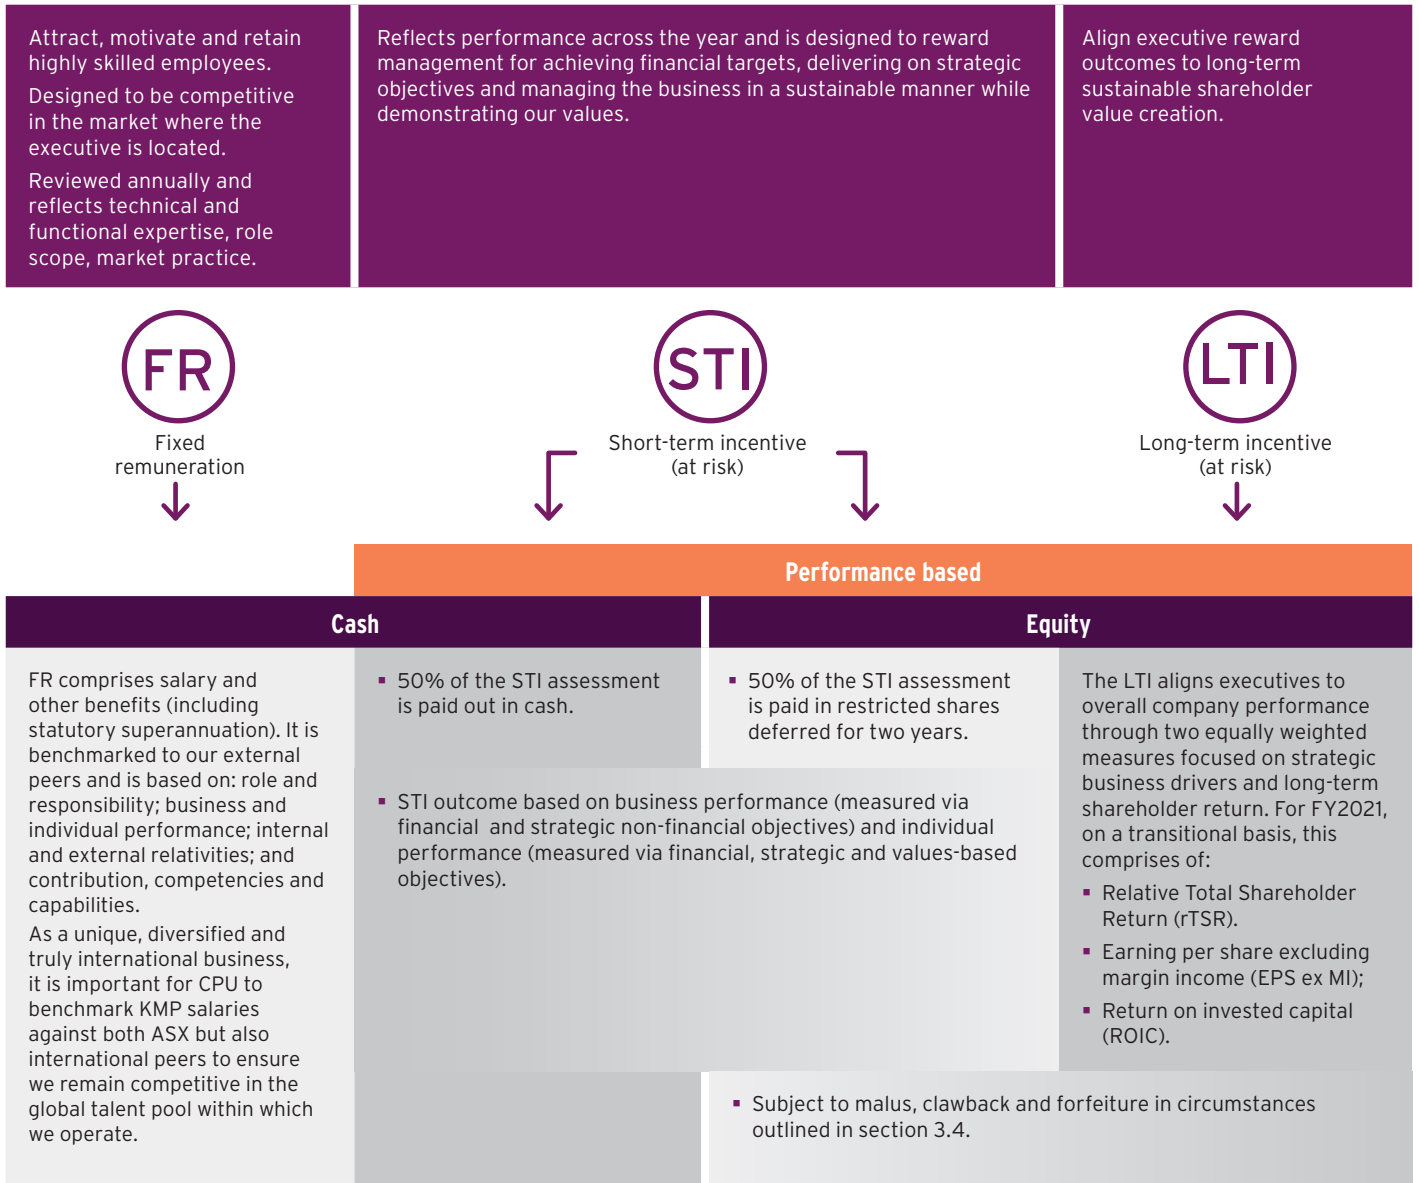 Attract, motivate and retain
highly skilled employees.
Designed to be competitive
in the market where the
executive is located.
Reviewed annually and
reflects technical and
functional expertise, role
scope, market practice.
Reflects performance across the year and is designed to reward
management for achieving financial targets, delivering on strategic
objectives and managing the business in a sustainable manner while
demonstrating our values.
Align executive reward
outcomes to long-term
sustainable shareholder
value creation.
FR
Fixed
remuneration
STI
Short-term incentive
(at risk)
LTI
Long-term incentive
(at risk)
Performance based
Cash
Equity
FR comprises salary and
other benefits (including
statutory superannuation). It is
benchmarked to our external
peers and is based on: role and
responsibility; business and
individual performance; internal
and external relativities; and
contribution, competencies and
capabilities.
As a unique, diversified and
truly international business,
it is important for CPU to
benchmark KMP salaries
against both ASX but also
international peers to ensure
we remain competitive in the
global talent pool within which
we operate.
▪ 50% of the STI assessment
is paid out in cash.
▪ 50% of the STI assessment
is paid in restricted shares
deferred for two years.
▪ STI outcome based on business performance (measured via
financial and strategic non-financial objectives) and individual
performance (measured via financial, strategic and values-based
objectives).
The LTI aligns executives to
overall company performance
through two equally weighted
measures focused on strategic
business drivers and long-term
shareholder return. For FY2021,
on a transitional basis, this
comprises of:
▪ Relative Total Shareholder
Return (rTSR).
▪ Earning per share excluding
margin income (EPS ex MI);
▪ Return on invested capital
(ROIC).
▪ Subject to malus, clawback and forfeiture in circumstances
outlined in section 3.4.